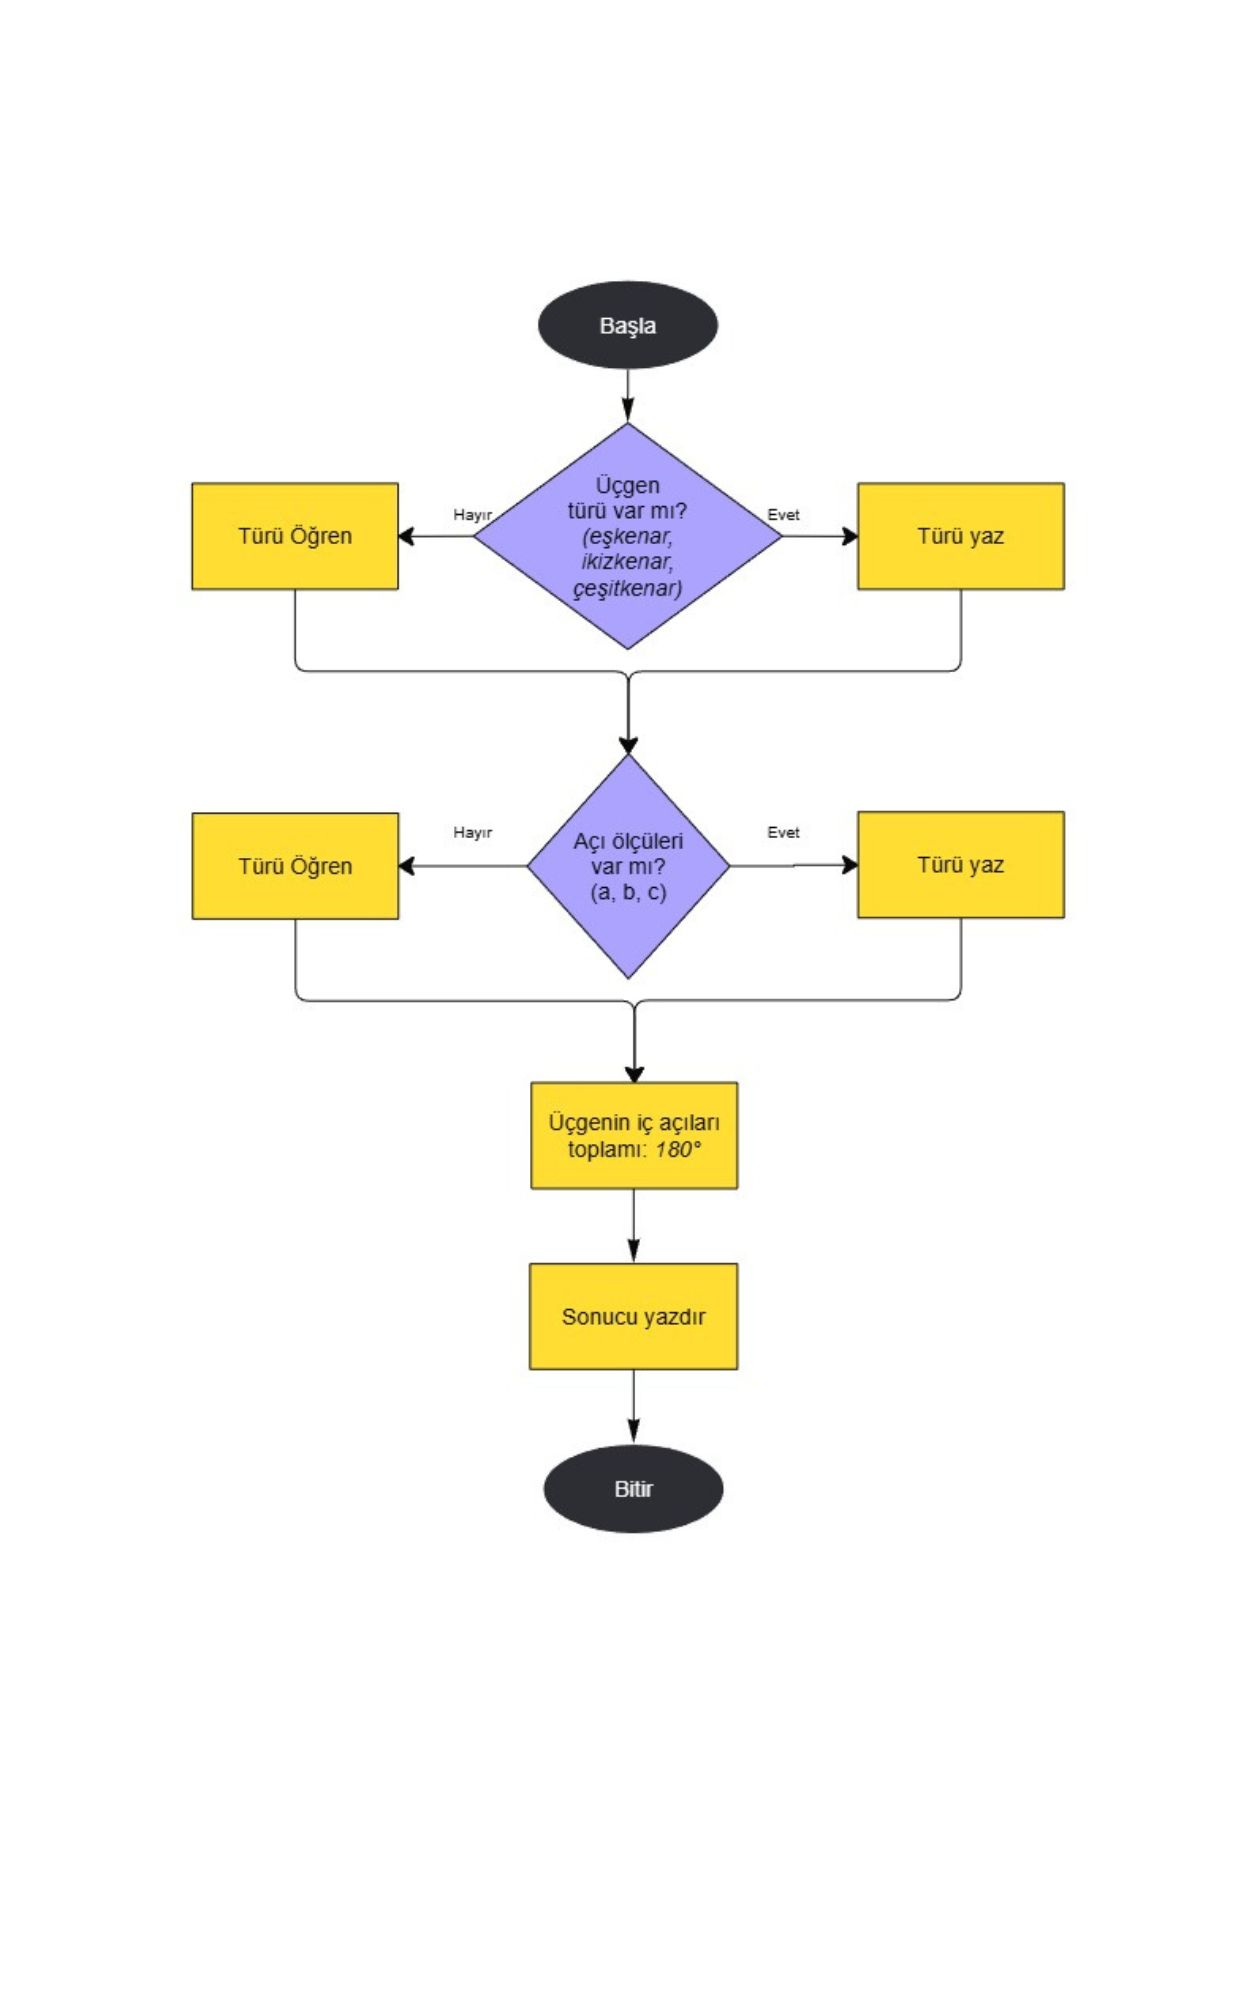 Başla
Üçgen
türü var mı?
(eşkenar,
ikizkenar,
çeşitkenar)
Hayır
Evet
Türü Öğren
Türü yaz
Açı ölçüleri
var mı?
(a, b, c)
Hayır
Evet
Türü Öğren
Türü yaz
Üçgenin iç açıları
toplamı: 180°
Sonucu yazdır
Bitir